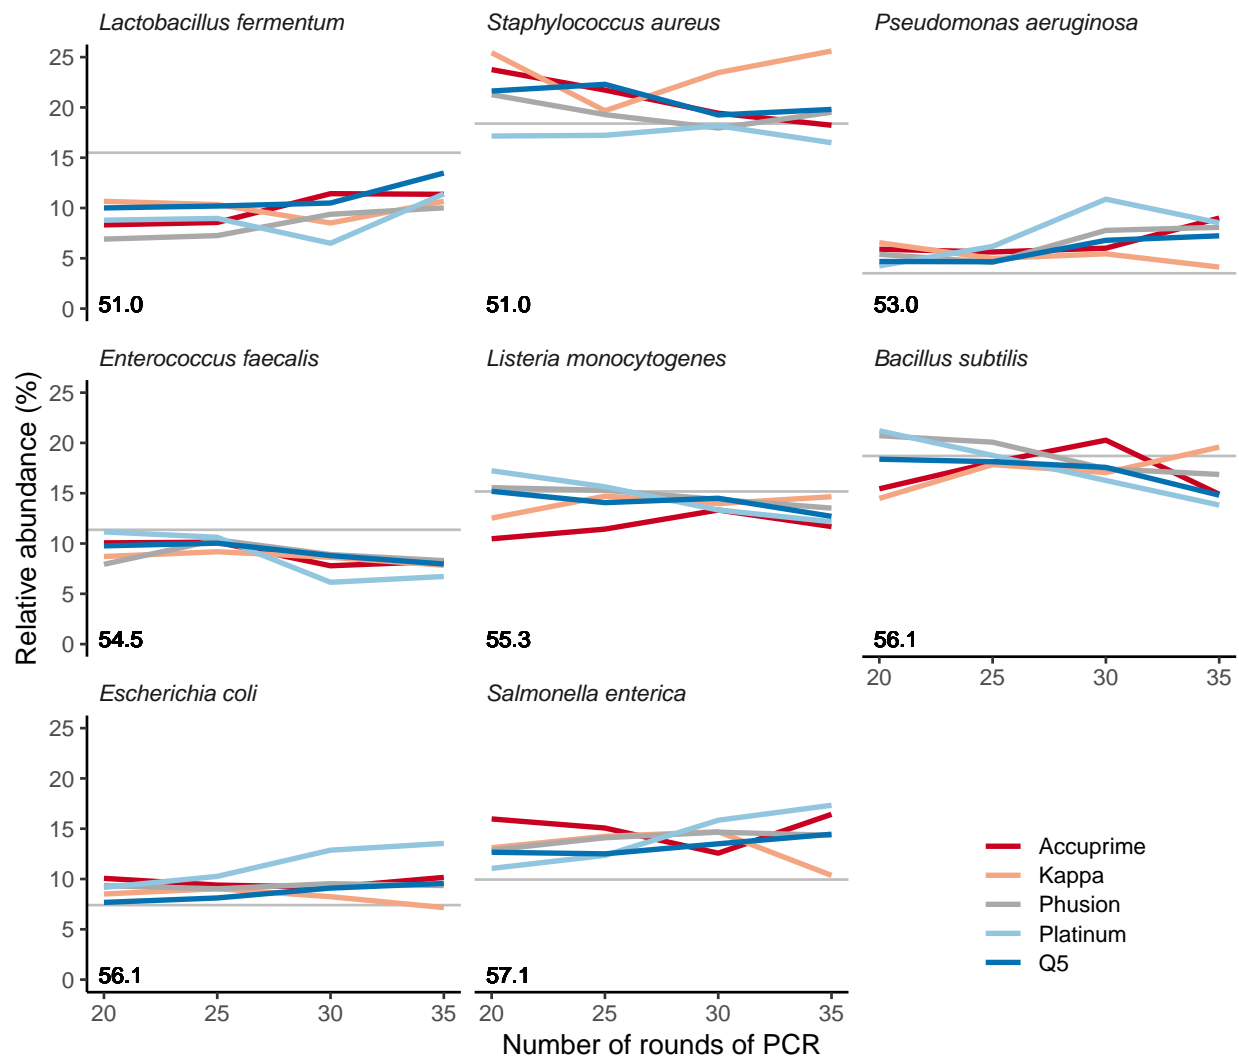 Lactobacillus fermentum
Staphylococcus aureus
Pseudomonas aeruginosa
25
20
15
10
5
0
51.0
51.0
53.0
Enterococcus faecalis
Listeria monocytogenes
Bacillus subtilis
Relative abundance (%)
25
20
15
10
5
0
54.5
55.3
56.1
20
25
30
35
Escherichia coli
Salmonella enterica
25
20
15
10
5
0
56.1
57.1
20
25
30
35
20
25
30
35
Number of rounds of PCR
Accuprime
Kappa
Phusion
Platinum
Q5